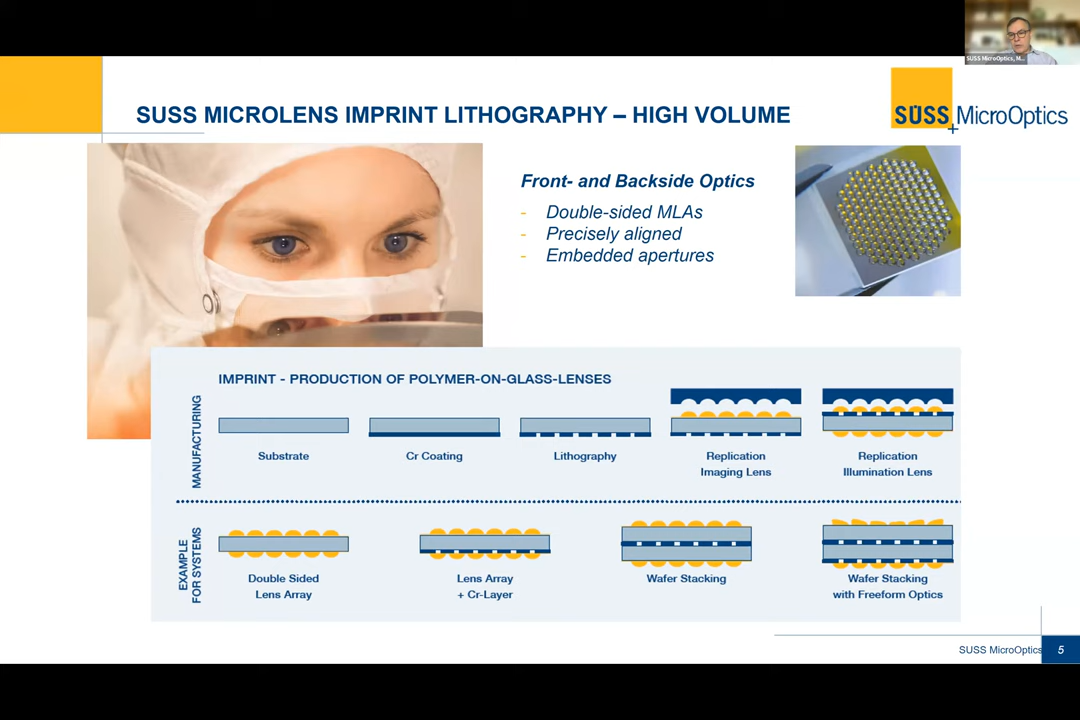 SUSS MicroOptics, M...
SUSS MICROLENS IMPRINT LITHOGRAPHY – HIGH VOLUME
SÜSS MicroOptics
+
Front- and Backside Optics
- Double-sided MLAs
- Precisely aligned
- Embedded apertures
IMPRINT - PRODUCTION OF POLYMER-ON-GLASS-LENSES
MANUFACTURING
Substrate
Cr Coating
Lithography
Replication
Imaging Lens
Replication
Illumination Lens
EXAMPLE
FOR SYSTEMS
Double Sided
Lens Array
Lens Array
+ Cr-Layer
Wafer Stacking
Wafer Stacking
with Freeform Optics
SUSS MicroOptics
5